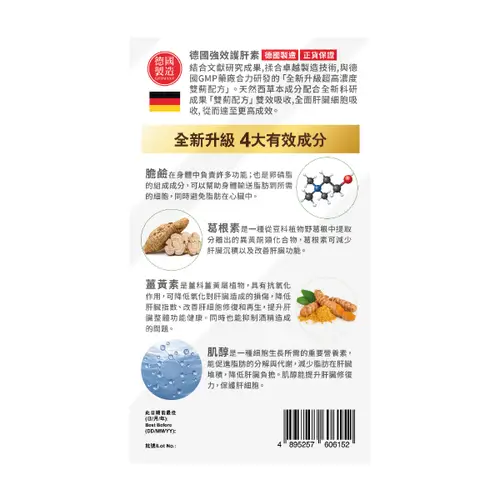 德國
製造
GERMANY
德國強效護肝素 德國製造 正貨保證
結合文獻研究成果,揉合卓越製造技術,與德
國GMP藥廠合力研發的「全新升級超高濃度
雙薊配方」。天然西草本成分配合全新科研
成果「雙薊配方」雙效吸收,全面肝臟細胞吸
收,從而達至更高成效。
全新升級 4大有效成分
膽鹼在身體中負責許多功能;也是卵磷脂
的組成成分,可以幫助身體輸送脂肪到所需
的細胞,同時避免脂肪在心臟中。
葛根素是一種從荳科植物野葛根中提取
分離出的異黃酮類化合物,葛根素可減少
肝臟沉積以及改善肝臟功能。
薑黃素是薑科薑黃屬植物,具有抗氧化
作用,可降低氧化對肝臟造成的損傷,降低
肝臟指數、改善肝細胞修復和再生,提升肝
臟整體功能健康。同時也能抑制酒精造成
的問題。
肌醇是一種細胞生長所需的重要營養素,
能促進脂肪的分解與代謝,減少脂肪在肝臟
堆積,降低肝臟負擔。肌醇能提升肝臟修復
力,保護肝細胞。
此日期前最佳
(日/月/年):
Best Before
(DD/MM/YY):
批號/Lot No.:
4 895257 606152